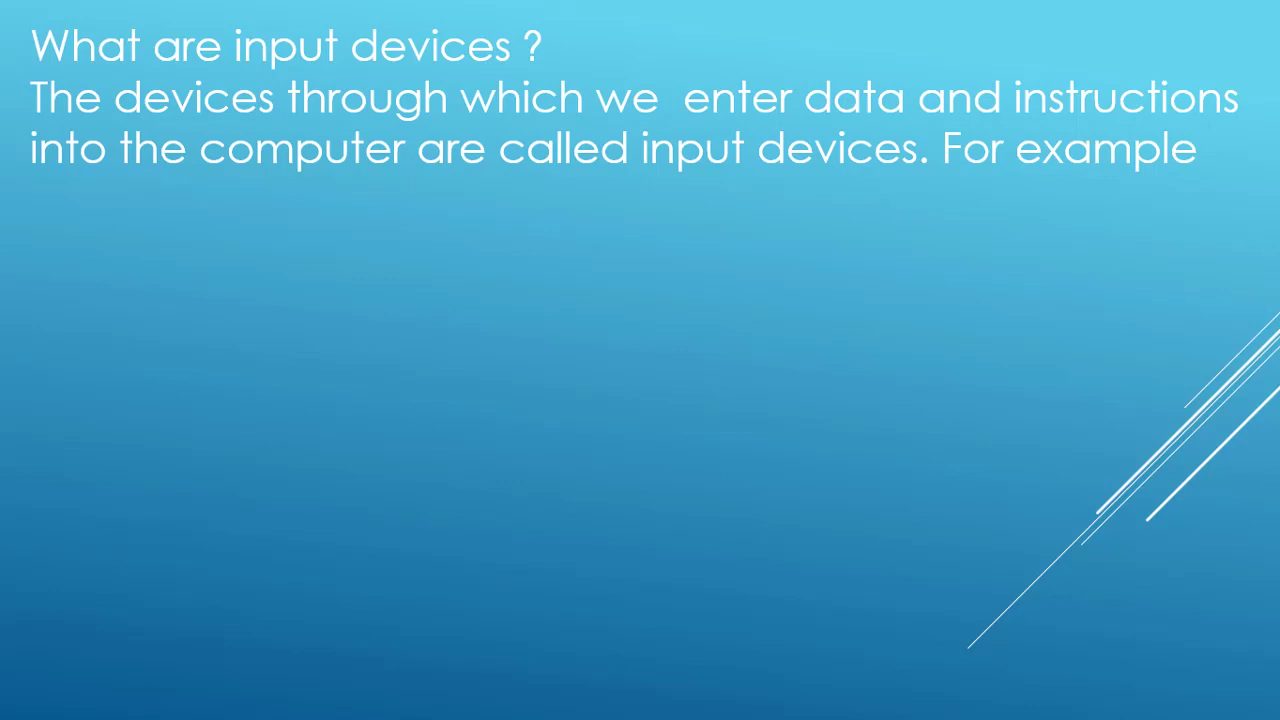 What are input devices ?
The devices through which we  enter data and instructions
into the computer are called input devices. For example